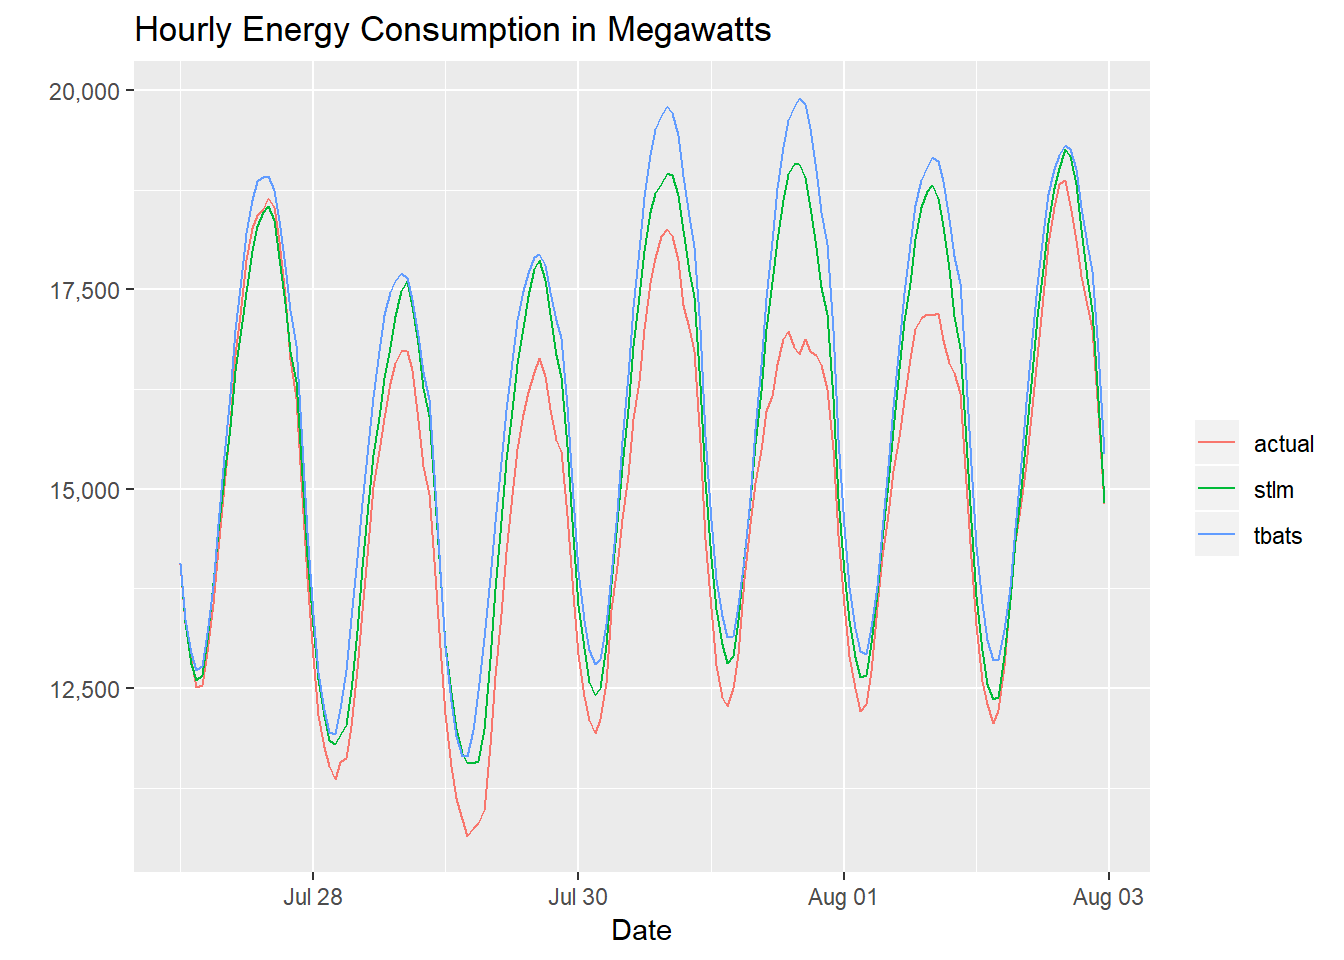 Hourly Energy Consumption in Megawatts
20,000
17,500
15,000
12,500
Jul 28 Jul 30 Aug 01 Aug 03
Date
actual
stlm
tbats